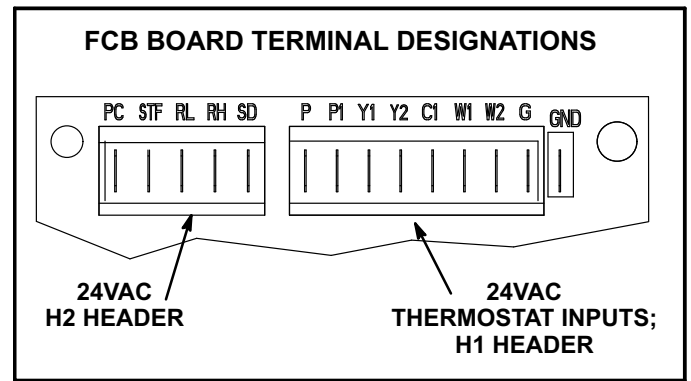 FCB BOARD TERMINAL DESIGNATIONS
PC STF RL RH SD P P1 Y1 Y2 C1 W1 W2 G GND
24VAC
H2 HEADER
24VAC
THERMOSTAT INPUTS;
H1 HEADER